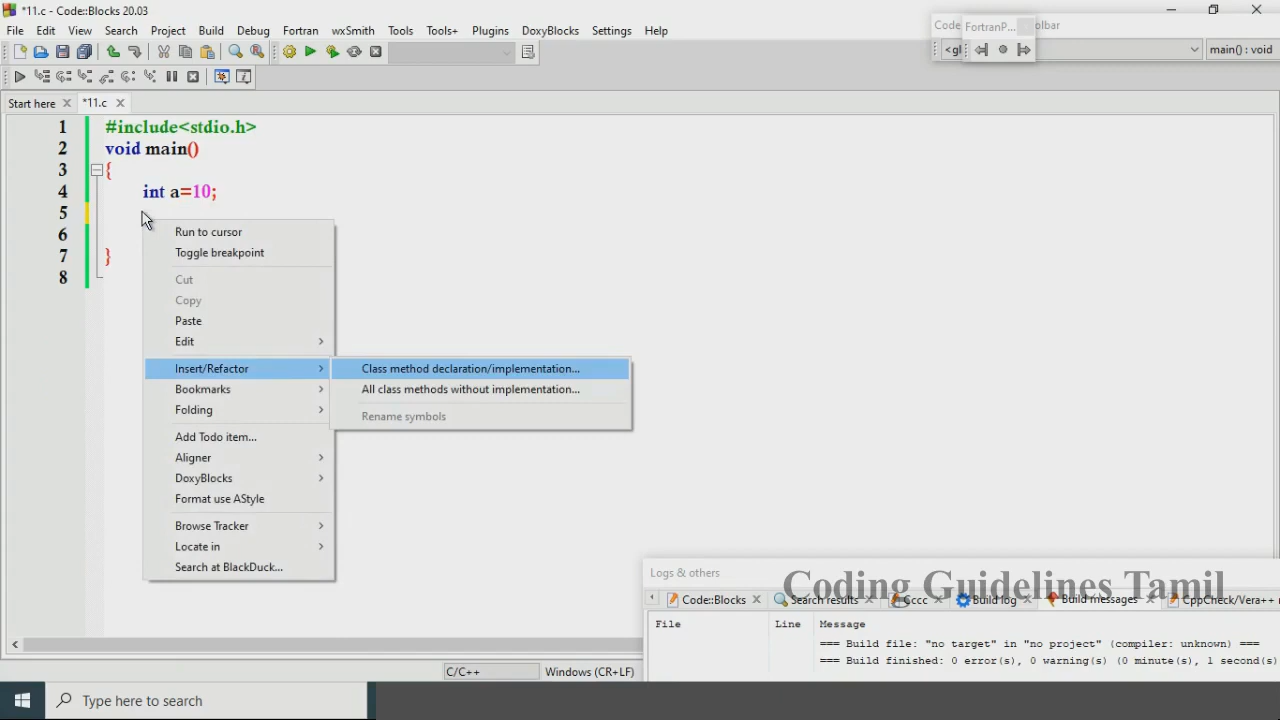 *11.c - Code::Blocks 20.03
File Edit View Search Project Build Debug Fortran wxSmith Tools Tools+ Plugins DoxyBlocks Settings Help
Code
FortranP...
olbar
<gl
main() : void
Start here
*11.c
1 #include<stdio.h>
2 void main()
3 {
4 int a=10;
5
6
7 }
8
Run to cursor
Toggle breakpoint
Cut
Copy
Paste
Edit
Insert/Refactor
Class method declaration/implementation...
Bookmarks
All class methods without implementation...
Folding
Rename symbols
Add Todo item...
Aligner
DoxyBlocks
Format use AStyle
Browse Tracker
Locate in
Search at BlackDuck...
Logs & others
Coding Guidelines Tamil
Code::Blocks
Search results
Cccc
Build log
Build messages
CppCheck/Vera++
File Line Message
=== Build file: "no target" in "no project" (compiler: unknown) ===
=== Build finished: 0 error(s), 0 warning(s) (0 minute(s), 1 second(s)
C/C++
Windows (CR+LF)
Type here to search